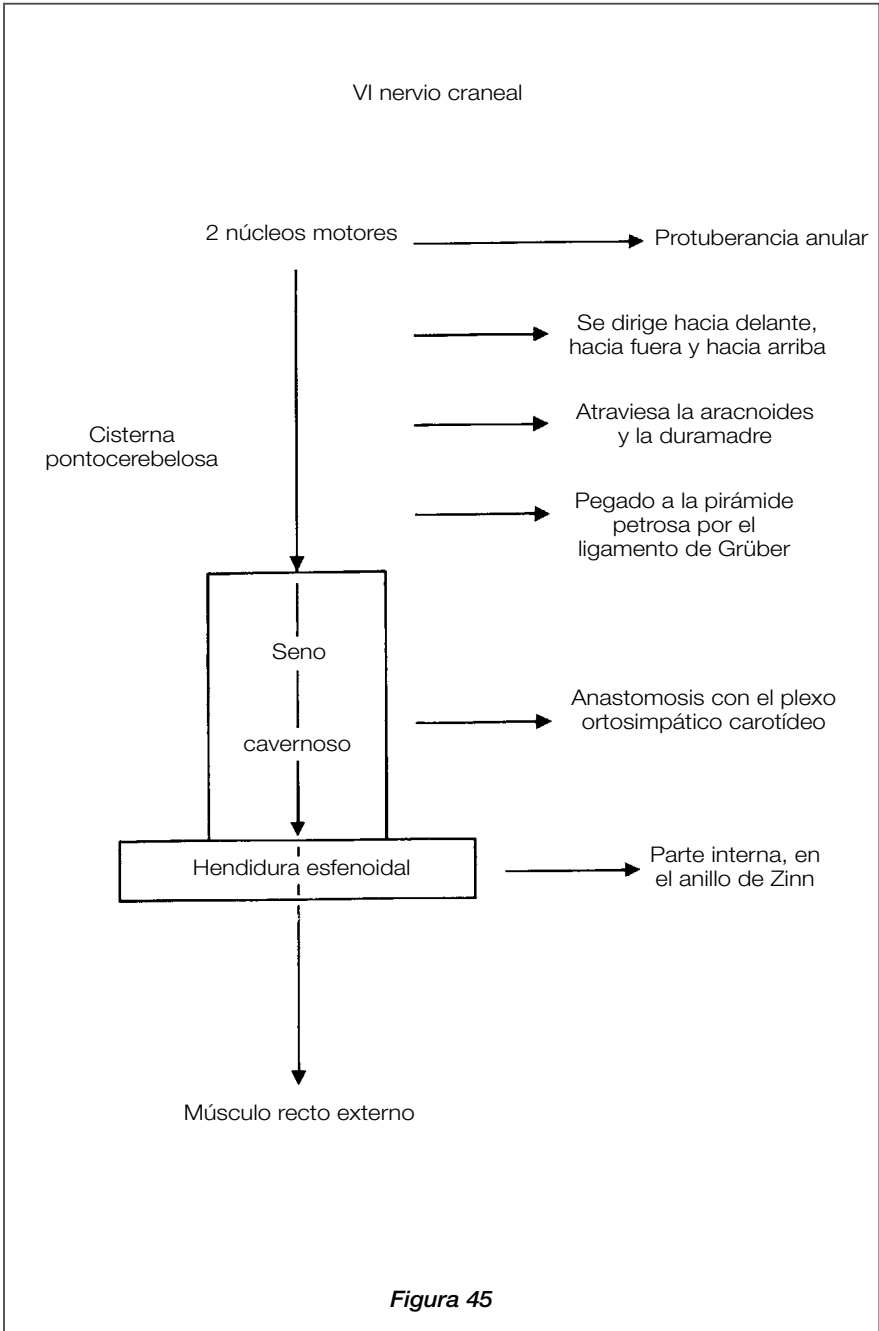 VI nervio craneal
2 núcleos motores
Protuberancia anular
Se dirige hacia delante,
hacia fuera y hacia arriba
Atraviesa la aracnoides
y la duramadre
Cisterna
pontocerebelosa
Pegado a la pirámide
petrosa por el
ligamento de Grüber
Seno
cavernoso
Anastomosis con el plexo
ortosimpático carotídeo
Hendidura esfenoidal
Parte interna, en
el anillo de Zinn
Músculo recto externo
Figura 45